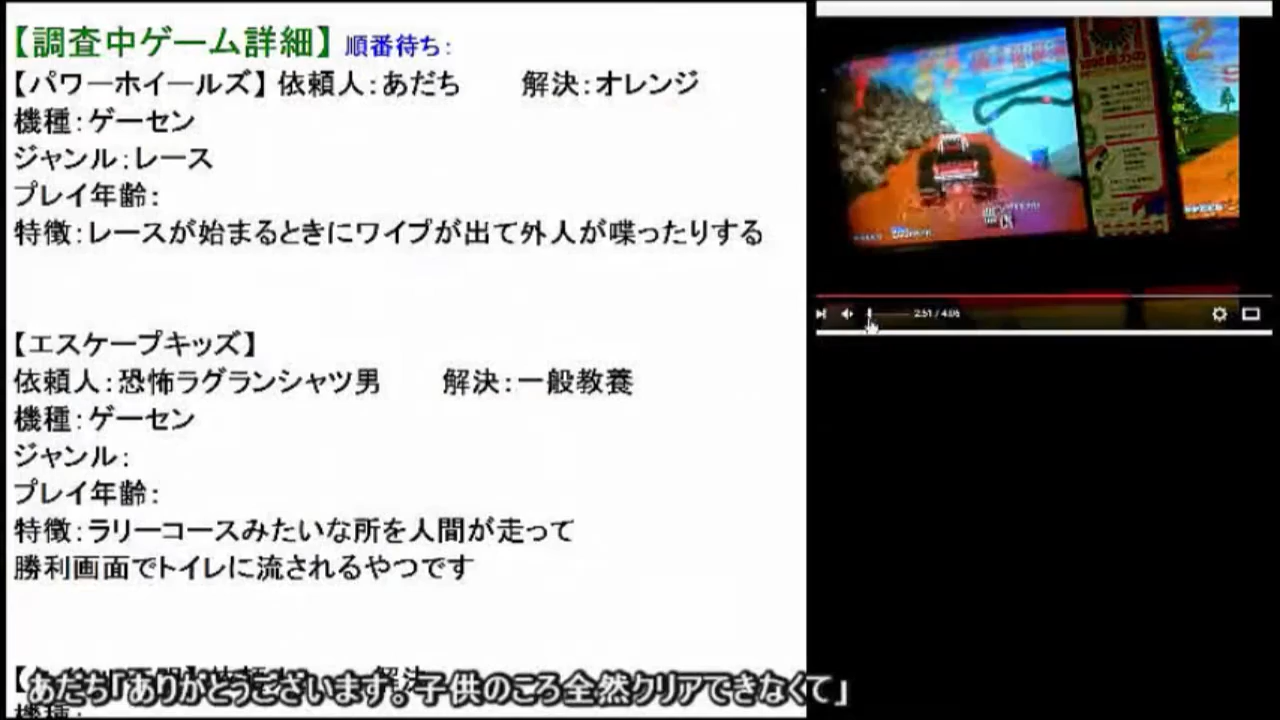 【調査中ゲーム詳細】 順番待ち：
【パワーホイールズ】 依頼人：あだち　　解決：オレンジ
機種：ゲーセン
ジャンル：レース
プレイ年齢：
特徴：レースが始まるときにワイプが出て外人が喋ったりする
【エスケープキッズ】
依頼人：恐怖ラグランシャツ男　　解決：一般教養
機種：ゲーセン
ジャンル：
プレイ年齢：
特徴：ラリーコースみたいな所を人間が走って
勝利画面でトイレに流されるやつです
あだち「ありがとうございます。子供のころ全然クリアできなくて」
機種：
2:51 / 4:06